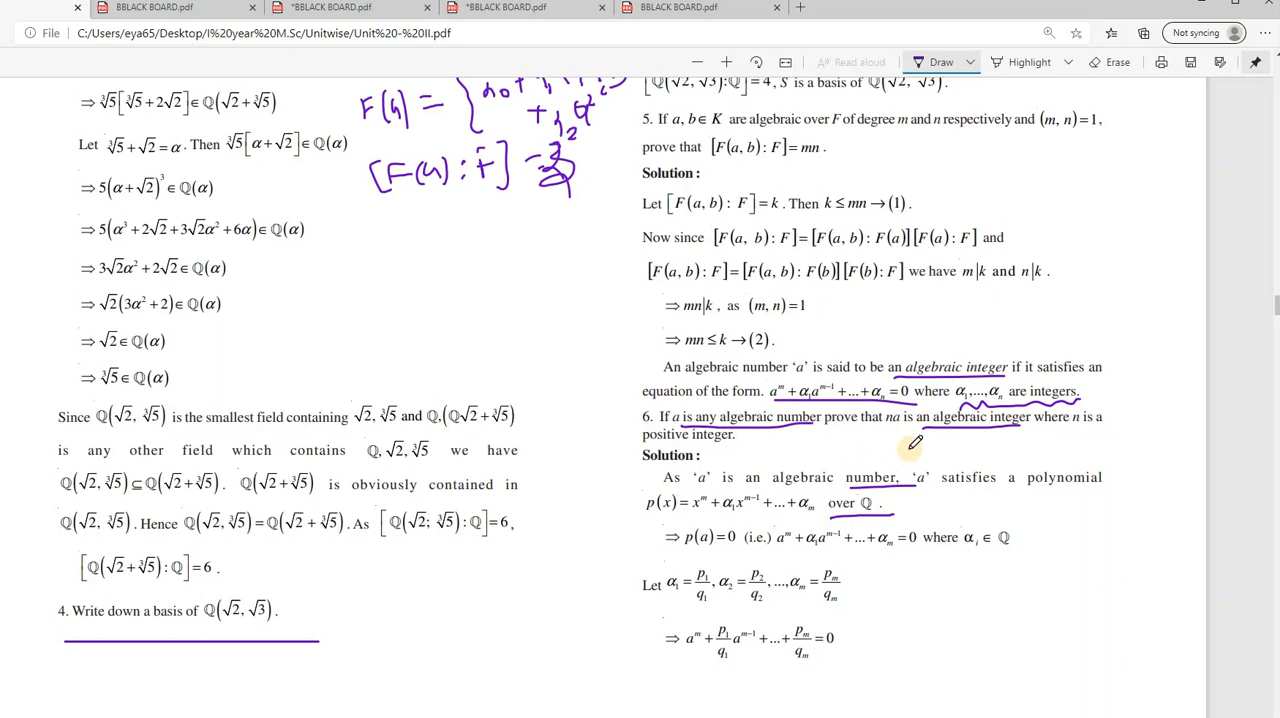 BBLACK BOARD.pdf
*BBLACK BOARD.pdf
*BBLACK BOARD.pdf
BBLACK BOARD.pdf
File
C:/Users/eya65/Desktop/I%20year%20M.Sc/Unitwise/Unit%20-%20II.pdf
Not syncing
Read aloud
Draw
Highlight
Erase
⇒ ∛5[∛5+2√2]∈ℚ(√2+∛5)
Let ∛5+√2=α. Then ∛5[α+√2]∈ℚ(α)
⇒ 5(α+√2)³∈ℚ(α)
⇒ 5(α³+2√2+3√2α²+6α)∈ℚ(α)
⇒ 3√2α²+2√2∈ℚ(α)
⇒ √2(3α²+2)∈ℚ(α)
⇒ √2∈ℚ(α)
⇒ ∛5∈ℚ(α)
Since ℚ(√2, ∛5) is the smallest field containing √2, ∛5 and ℚ,(ℚ√2+∛5)
is any other field which contains ℚ,√2,∛5 we have
ℚ(√2, ∛5)⊆ℚ(√2+∛5). ℚ(√2+∛5) is obviously contained in
ℚ(√2, ∛5). Hence ℚ(√2,∛5)=ℚ(√2+∛5). As [ℚ(√2; ∛5):ℚ]=6,
[ℚ(√2+∛5):ℚ]=6.
4. Write down a basis of ℚ(√2, √3).
F(a) =
[F(a) : F] =
[ℚ(√2, √3):ℚ]=4, S is a basis of ℚ(√2, √3).
5. If a, b∈K are algebraic over F of degree m and n respectively and (m, n)=1,
prove that [F(a, b): F]=mn.
Solution:
Let [F(a, b): F]=k. Then k≤mn→(1).
Now since [F(a, b): F]=[F(a, b): F(a)][F(a): F] and
[F(a, b): F]=[F(a, b): F(b)][F(b): F] we have m|k and n|k.
⇒ mn|k, as (m, n)=1
⇒ mn≤k→(2).
An algebraic number 'a' is said to be an algebraic integer if it satisfies an
equation of the form. aᵐ+α₁aᵐ⁻¹+...+αₙ=0 where α₁,...,αₙ are integers.
6. If a is any algebraic number prove that na is an algebraic integer where n is a
positive integer.
Solution:
As 'a' is an algebraic number, 'a' satisfies a polynomial
p(x)=xᵐ+α₁xᵐ⁻¹+...+αₘ over ℚ.
⇒ p(a)=0 (i.e.) aᵐ+α₁aᵐ⁻¹+...+αₘ=0 where αᵢ∈ℚ
Let α₁=p₁/q₁, α₂=p₂/q₂,...,αₘ=pₘ/qₘ
⇒ aᵐ+p₁/q₁ aᵐ⁻¹+...+pₘ/qₘ=0